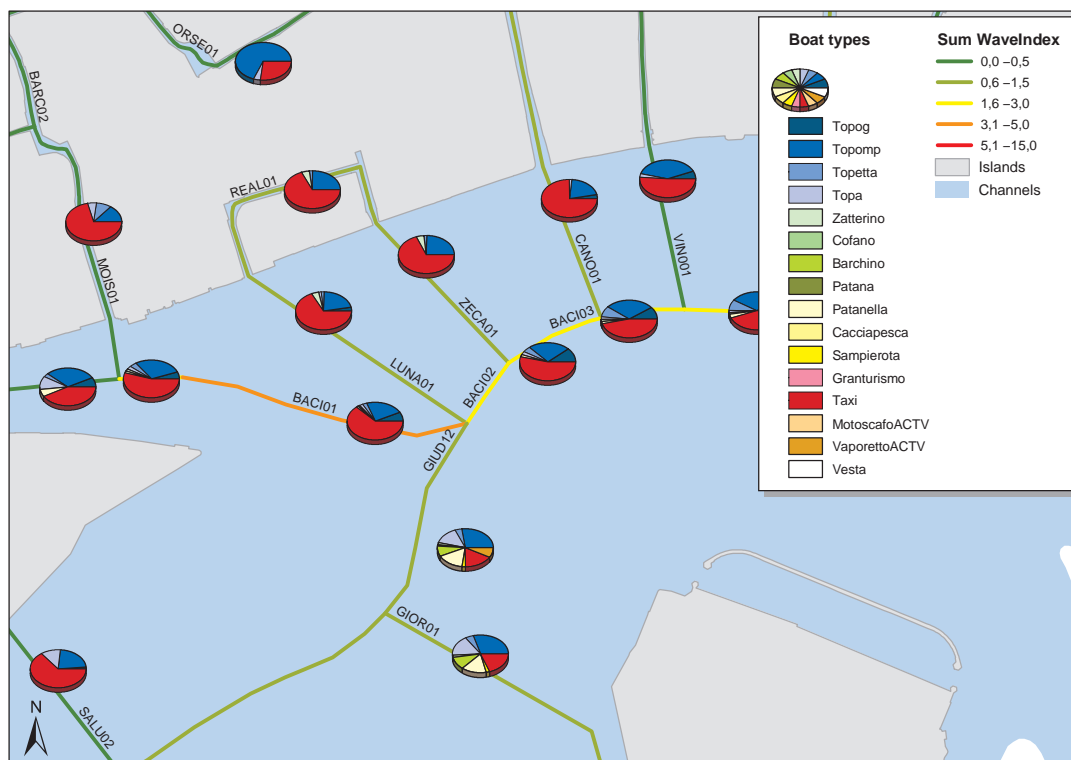 ORSE01
BARC02
REAL01
MOIS01
CANO01
VIN001
ZECA01
BACI03
LUNA01
BACI02
BACI01
GIUD12
GIOR01
SALU02
N
Boat types
Topog
Topomp
Topetta
Topa
Zatterino
Cofano
Barchino
Patana
Patanella
Cacciapesca
Sampierota
Granturismo
Taxi
MotoscafoACTV
VaporettoACTV
Vesta
Sum WaveIndex
0,0 –0,5
0,6 –1,5
1,6 –3,0
3,1 –5,0
5,1 –15,0
Islands
Channels